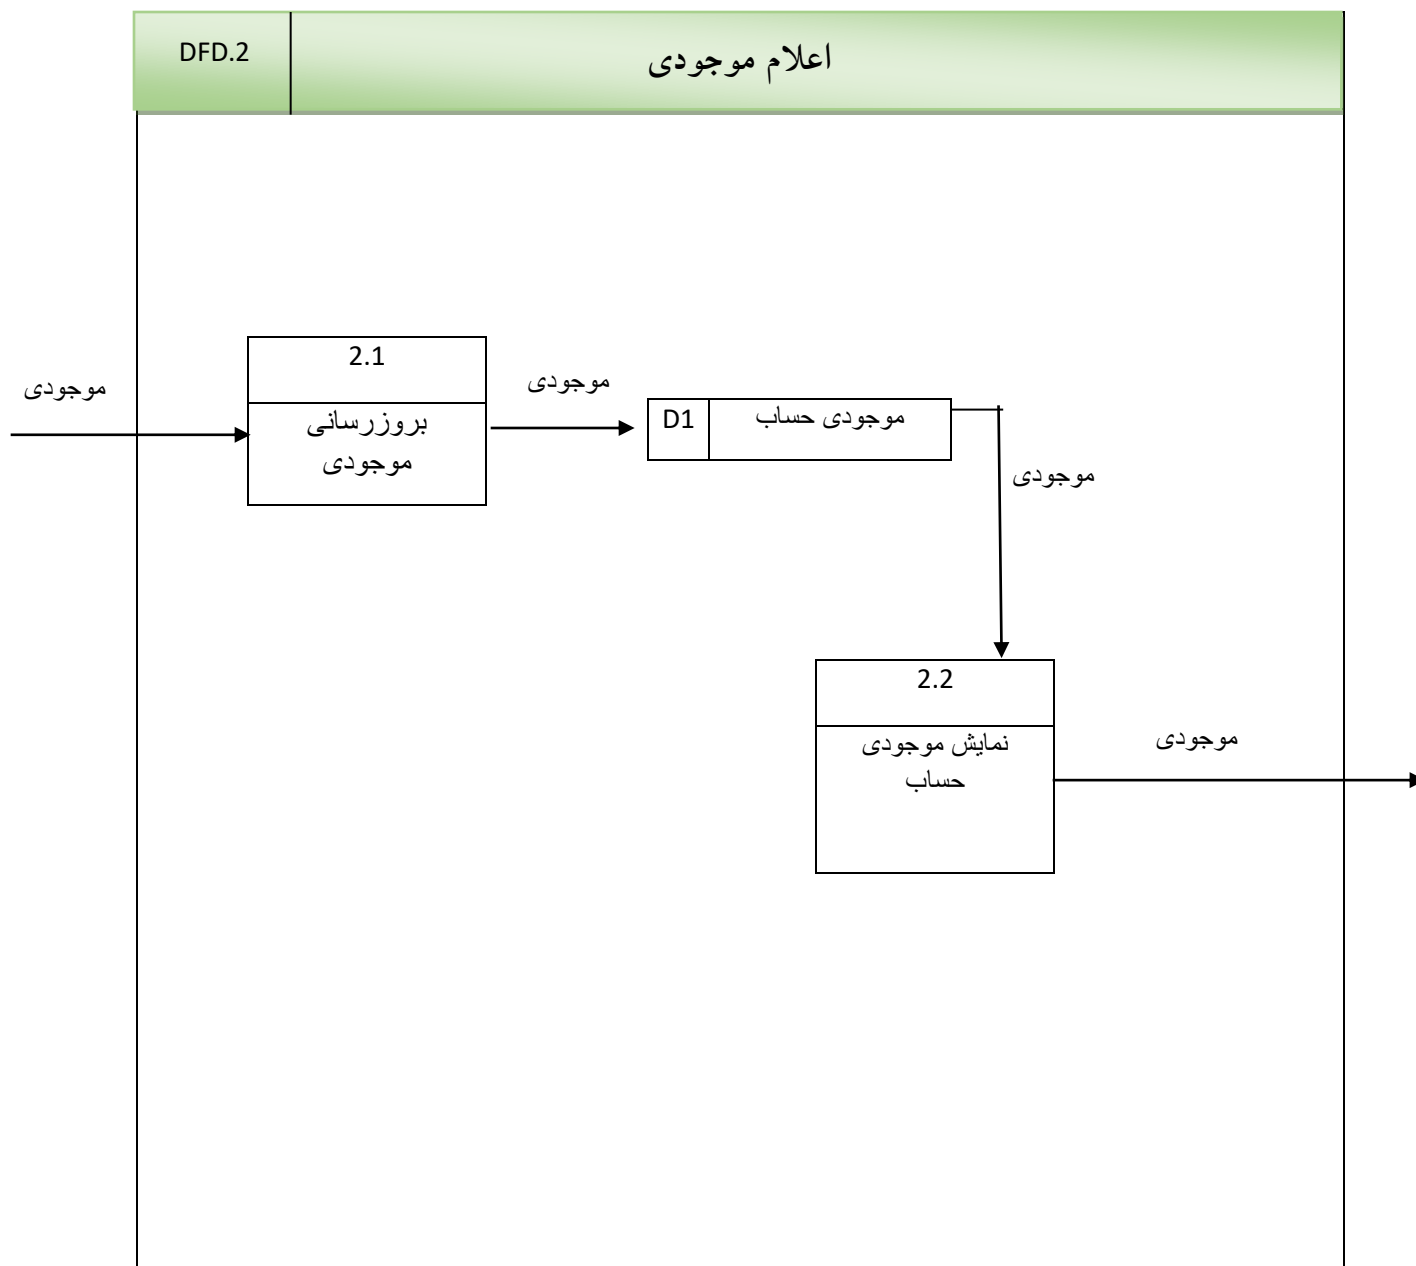 DFD.2
اعلام موجودی
2.1
موجودی
موجودی
بروزرسانی
موجودی
D1
موجودی حساب
موجودی
2.2
نمایش موجودی
حساب
موجودی